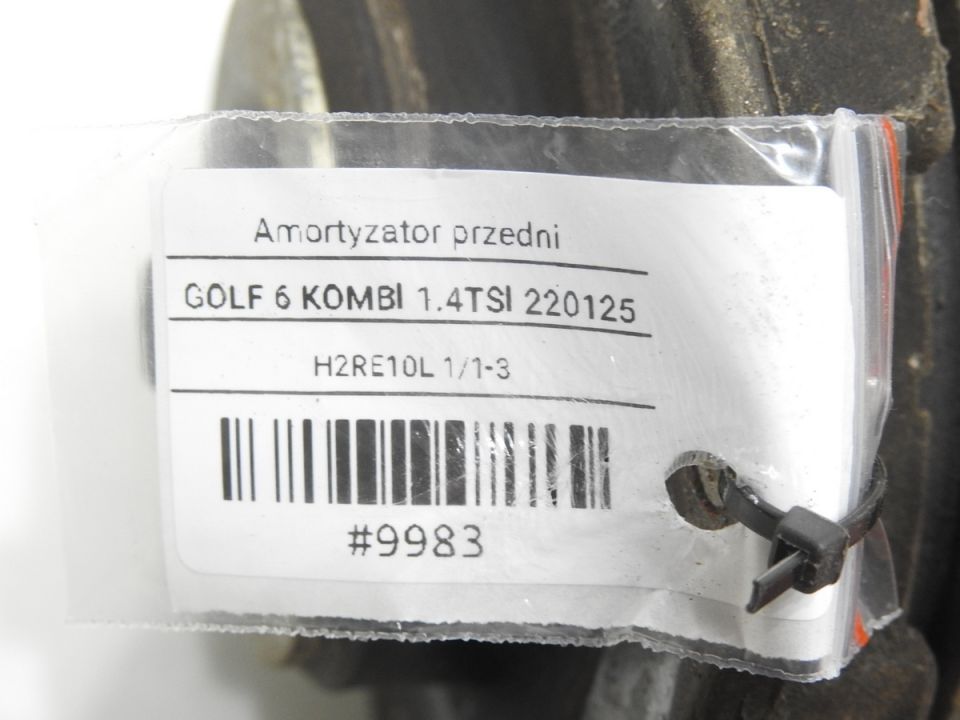 Amortyzator przedni
GOLF 6 KOMBI 1.4TSI 220125
H2RE10L 1/1-3
#9983